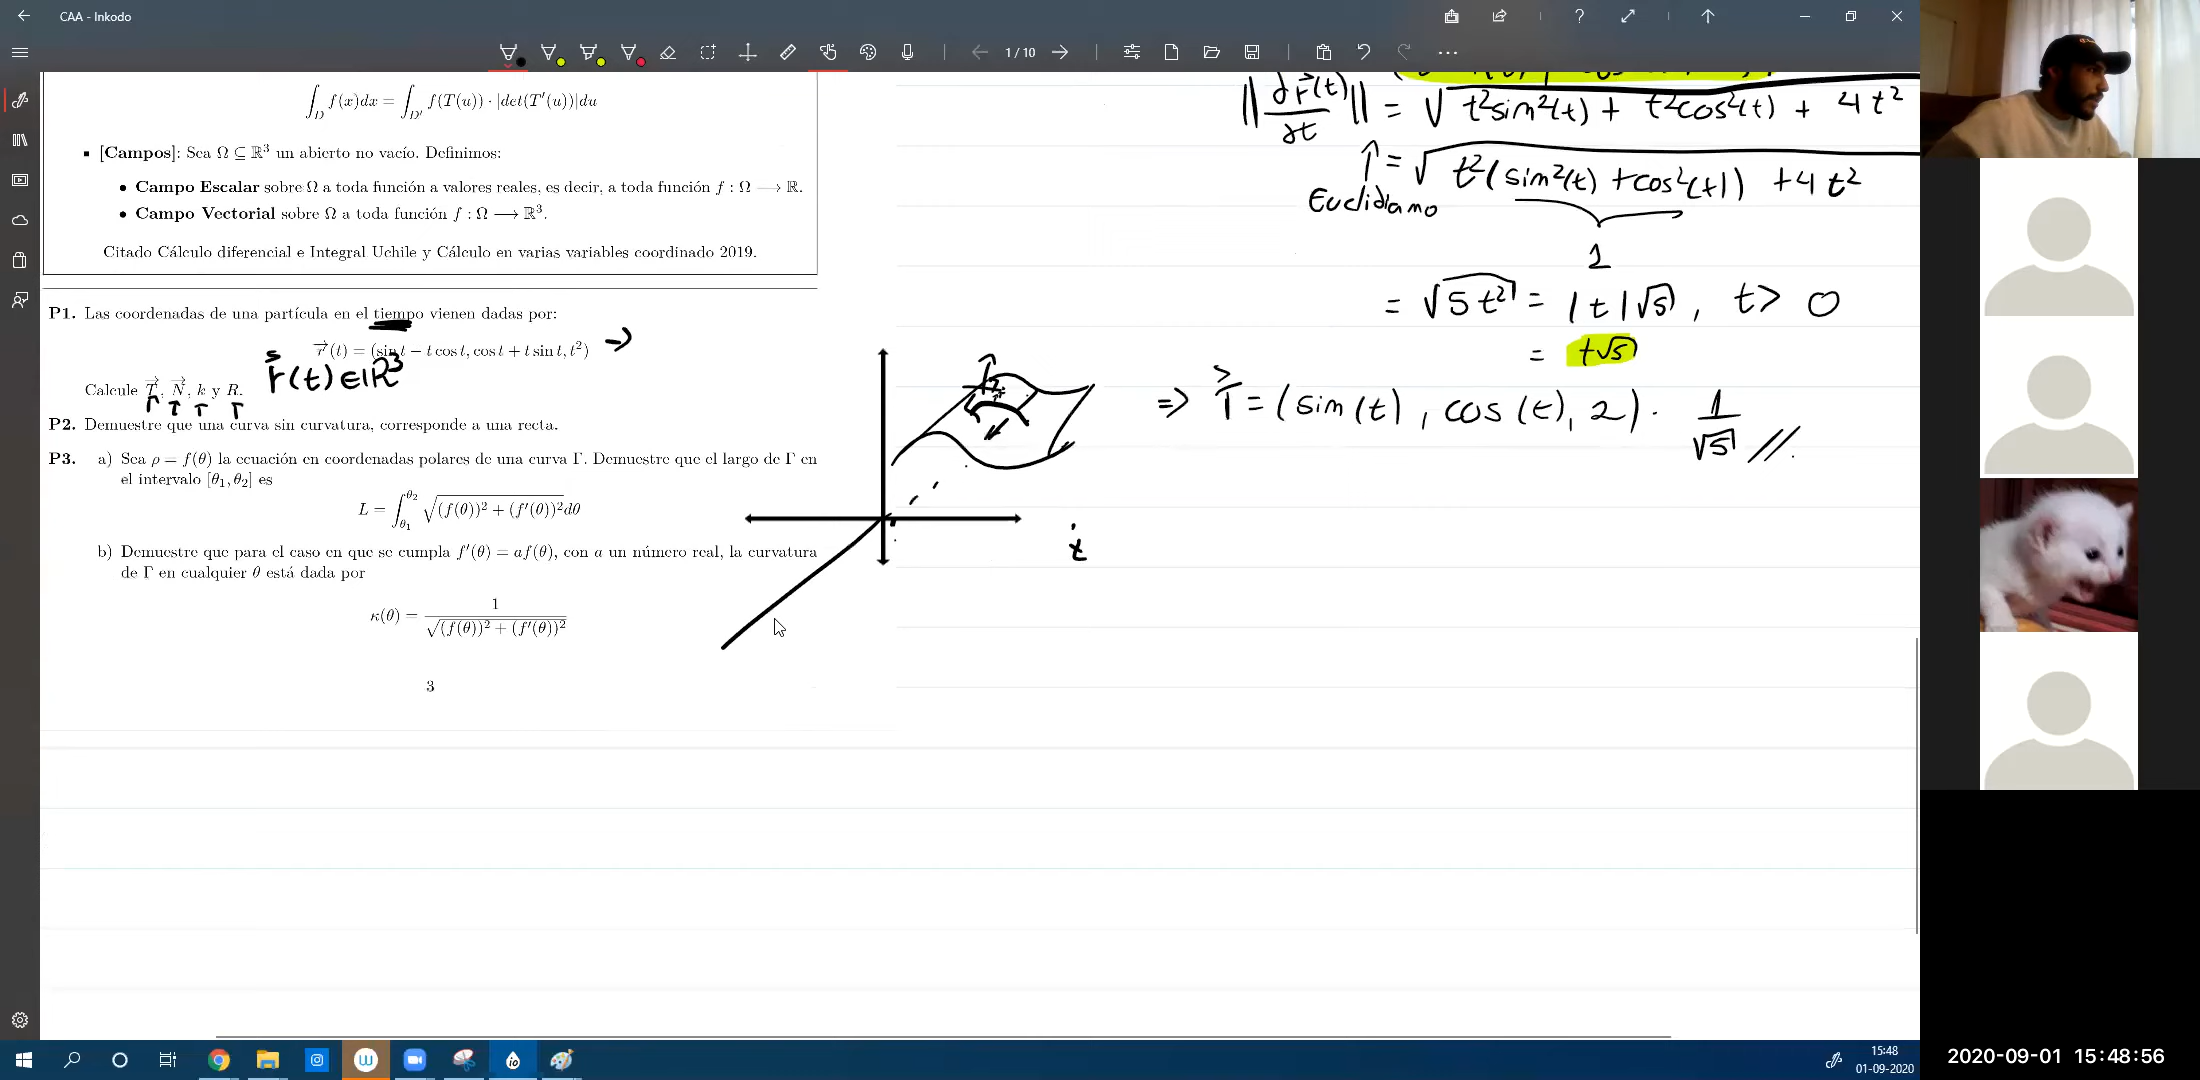 CAA - Inkodo
1 / 10
∫_D f(x)dx = ∫_{D'} f(T(u)) · |det(T'(u))|du
▪ [Campos]: Sea Ω ⊆ ℝ³ un abierto no vacío. Definimos:
• Campo Escalar sobre Ω a toda función a valores reales, es decir, a toda función f : Ω ⟶ ℝ.
• Campo Vectorial sobre Ω a toda función f : Ω ⟶ ℝ³.
Citado Cálculo diferencial e Integral Uchile y Cálculo en varias variables coordinado 2019.
P1. Las coordenadas de una partícula en el tiempo vienen dadas por:
r⃗(t) = (sin t − t cos t, cos t + t sin t, t²) →
r⃗(t) ∈ ℝ³
Calcule T⃗, N⃗, k y R.
P2. Demuestre que una curva sin curvatura, corresponde a una recta.
P3. a) Sea ρ = f(θ) la ecuación en coordenadas polares de una curva Γ. Demuestre que el largo de Γ en
el intervalo [θ₁, θ₂] es
L = ∫_{θ₁}^{θ₂} √((f(θ))² + (f'(θ))²)dθ
b) Demuestre que para el caso en que se cumpla f'(θ) = af(θ), con a un número real, la curvatura
de Γ en cualquier θ está dada por
κ(θ) = 1 / √((f(θ))² + (f'(θ))²)
3
t
||dr⃗(t)/dt|| = √(t²sin²(t) + t²cos²(t) + 4t²
↑ = √(t²(sin²(t) + cos²(t)) + 4t²
Euclidiamo
1
= √(5t²) = |t|√5, t > 0
= t√5
=> T⃗ = (sin(t), cos(t), 2) · 1/√5 //.
15:48
01-09-2020
2020-09-01 15:48:56